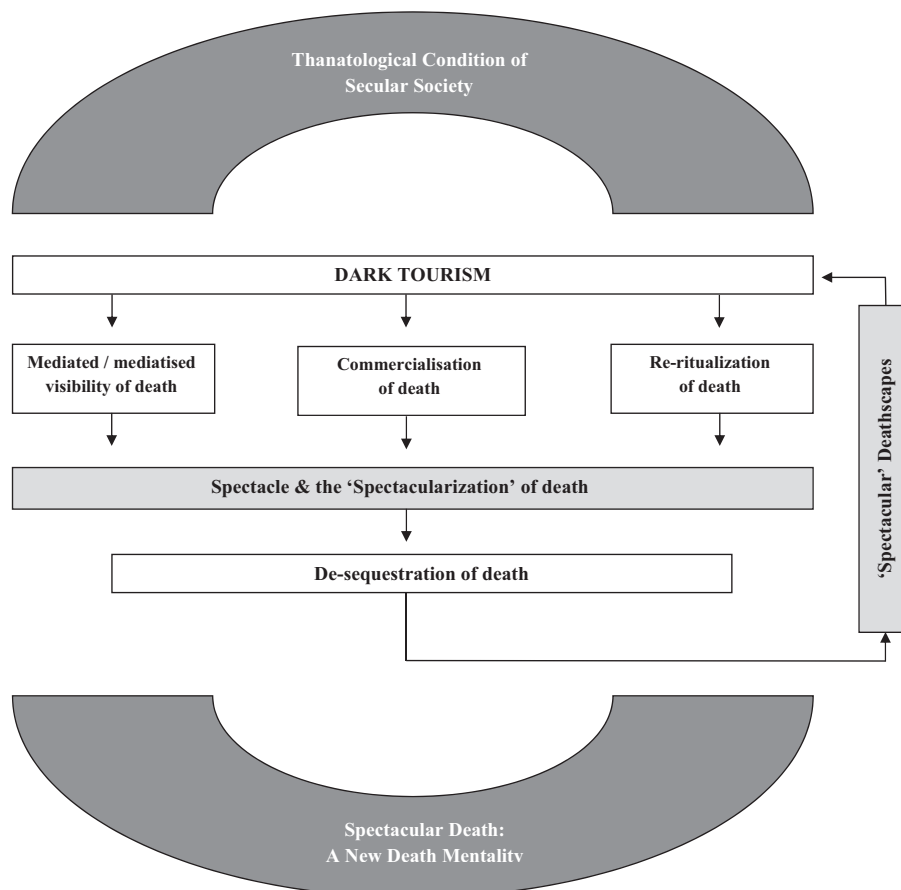 Thanatological Condition of
Secular Society
DARK TOURISM
Mediated / mediatised
visibility of death
Commercialisation
of death
Re-ritualization
of death
Spectacle & the ‘Spectacularization’ of death
De-sequestration of death
‘Spectacular’ Deathscapes
Spectacular Death:
A New Death Mentality